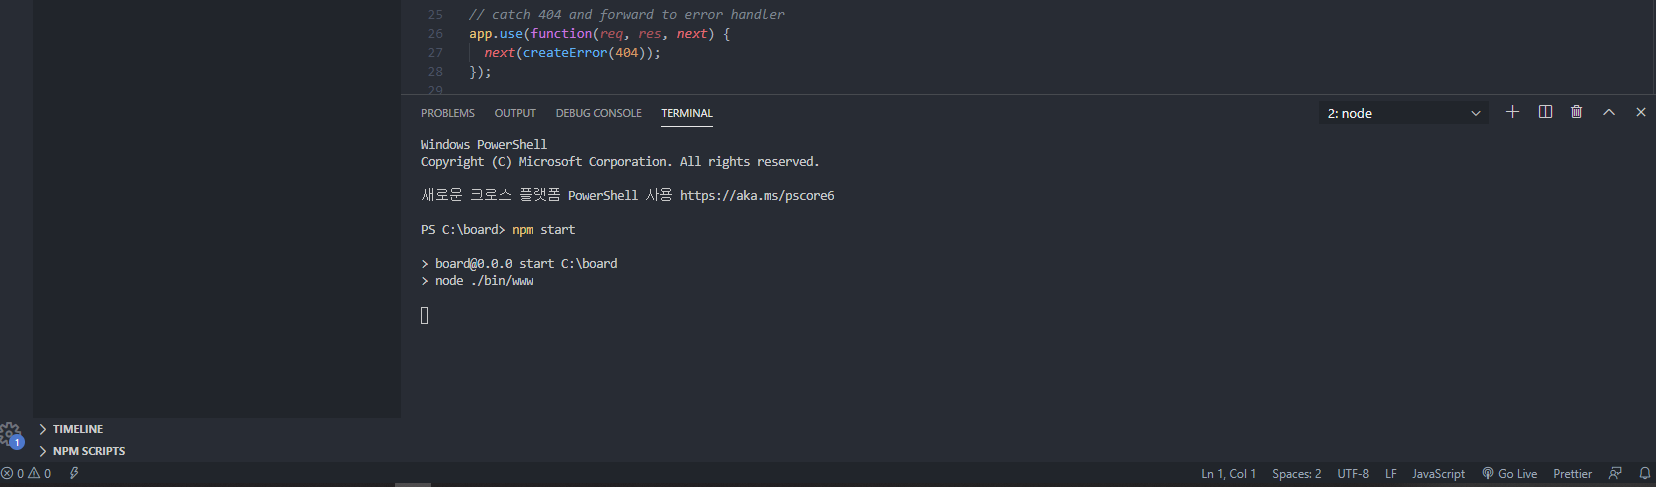 25 // catch 404 and forward to error handler
26 app.use(function(req, res, next) {
27 next(createError(404));
28 });
29
PROBLEMS OUTPUT DEBUG CONSOLE TERMINAL 2: node
Windows PowerShell
Copyright (C) Microsoft Corporation. All rights reserved.
새로운 크로스 플랫폼 PowerShell 사용 https://aka.ms/pscore6
PS C:\board> npm start
> board@0.0.0 start C:\board
> node ./bin/www
TIMELINE
1
NPM SCRIPTS
0 0 Ln 1, Col 1 Spaces: 2 UTF-8 LF JavaScript Go Live Prettier